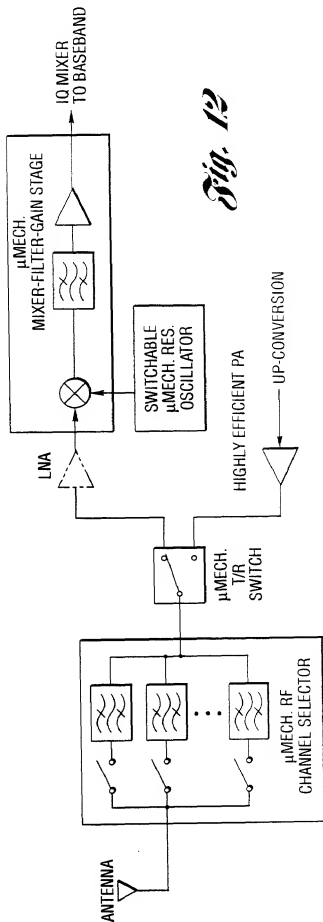 ANTENNA
µMECH. RF
CHANNEL SELECTOR
µMECH.
T/R
SWITCH
LNA
SWITCHABLE
µMECH. RES.
OSCILLATOR
µMECH.
MIXER-FILTER-GAIN STAGE
IQ MIXER
TO BASEBAND
HIGHLY EFFICIENT PA
UP-CONVERSION
Fig. 12